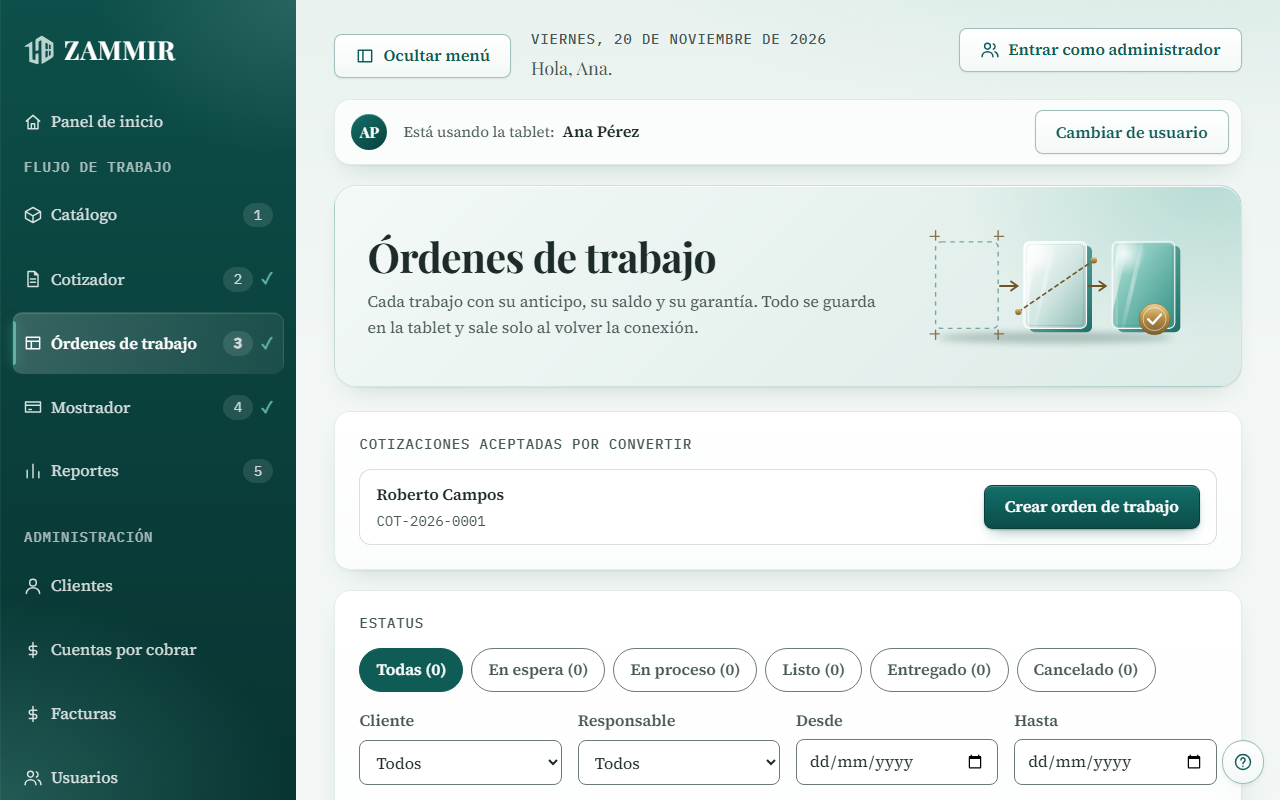 ZAMMIR
Panel de inicio
FLUJO DE TRABAJO
Catálogo 1
Cotizador 2 ✓
Órdenes de trabajo 3 ✓
Mostrador 4 ✓
Reportes 5
ADMINISTRACIÓN
Clientes
$ Cuentas por cobrar
$ Facturas
Usuarios
Ocultar menú
VIERNES, 20 DE NOVIEMBRE DE 2026
Hola, Ana.
Entrar como administrador
AP Está usando la tablet: Ana Pérez
Cambiar de usuario
Órdenes de trabajo
Cada trabajo con su anticipo, su saldo y su garantía. Todo se guarda
en la tablet y sale solo al volver la conexión.
COTIZACIONES ACEPTADAS POR CONVERTIR
Roberto Campos
COT-2026-0001
Crear orden de trabajo
ESTATUS
Todas (0) En espera (0) En proceso (0) Listo (0) Entregado (0) Cancelado (0)
Cliente Responsable Desde Hasta
Todos Todos dd/mm/yyyy dd/mm/yyyy